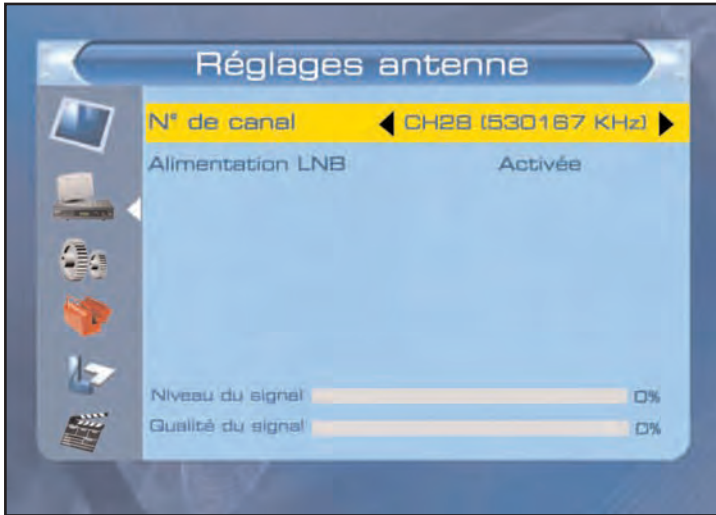 Réglages antenne
N° de canal CH28 (530167 KHz)
Alimentation LNB Activée
Niveau du signal 0%
Qualité du signal 0%